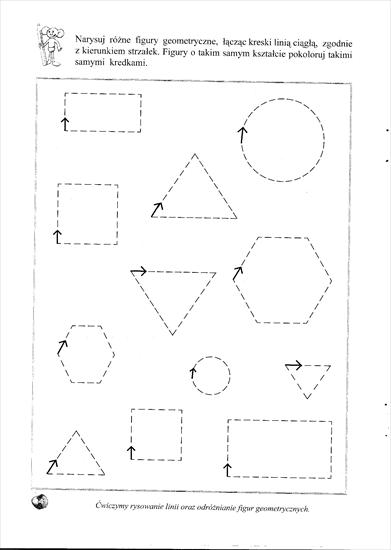 Narysuj różne figury geometryczne, łącząc kreski linią ciągłą, zgodnie
z kierunkiem strzałek. Figury o takim samym kształcie pokoloruj takimi
samymi kredkami.
Ćwiczymy rysowanie linii oraz odróżnianie figur geometrycznych.